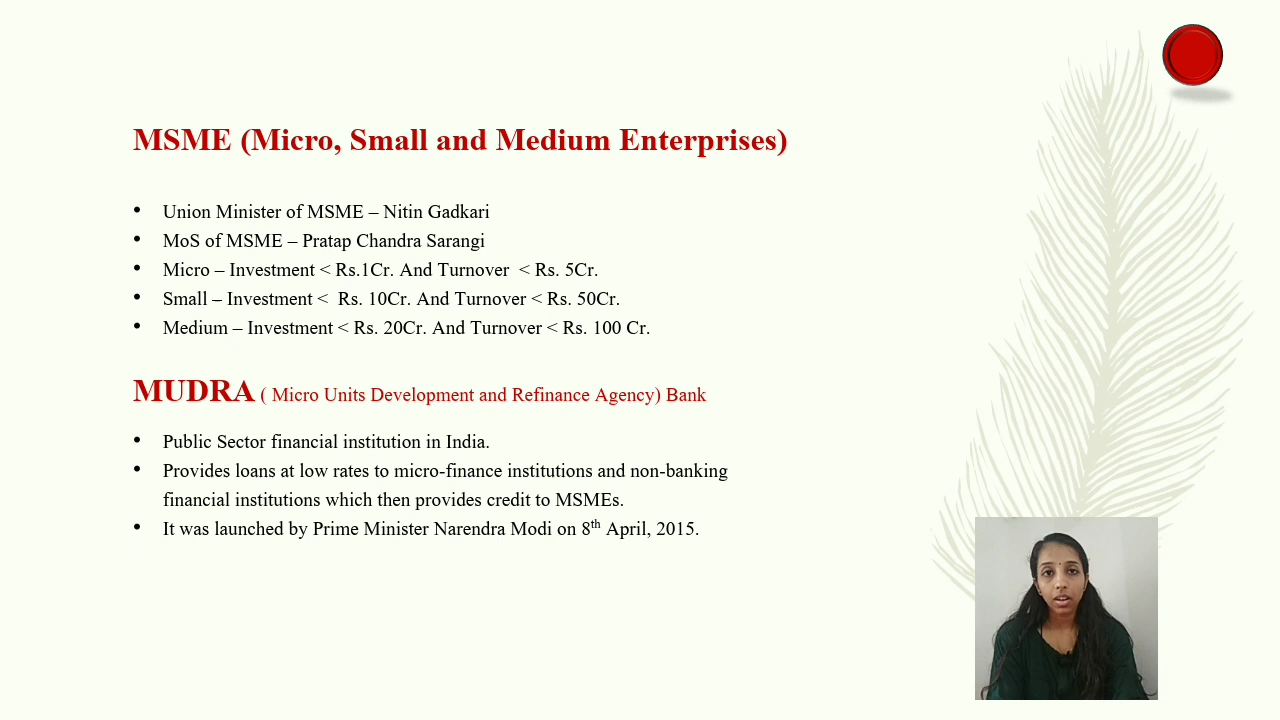 MSME (Micro, Small and Medium Enterprises)
• Union Minister of MSME – Nitin Gadkari
• MoS of MSME – Pratap Chandra Sarangi
• Micro – Investment < Rs.1Cr. And Turnover  < Rs. 5Cr.
• Small – Investment <  Rs. 10Cr. And Turnover < Rs. 50Cr.
• Medium – Investment < Rs. 20Cr. And Turnover < Rs. 100 Cr.
MUDRA ( Micro Units Development and Refinance Agency) Bank
• Public Sector financial institution in India.
• Provides loans at low rates to micro-finance institutions and non-banking
financial institutions which then provides credit to MSMEs.
• It was launched by Prime Minister Narendra Modi on 8th April, 2015.